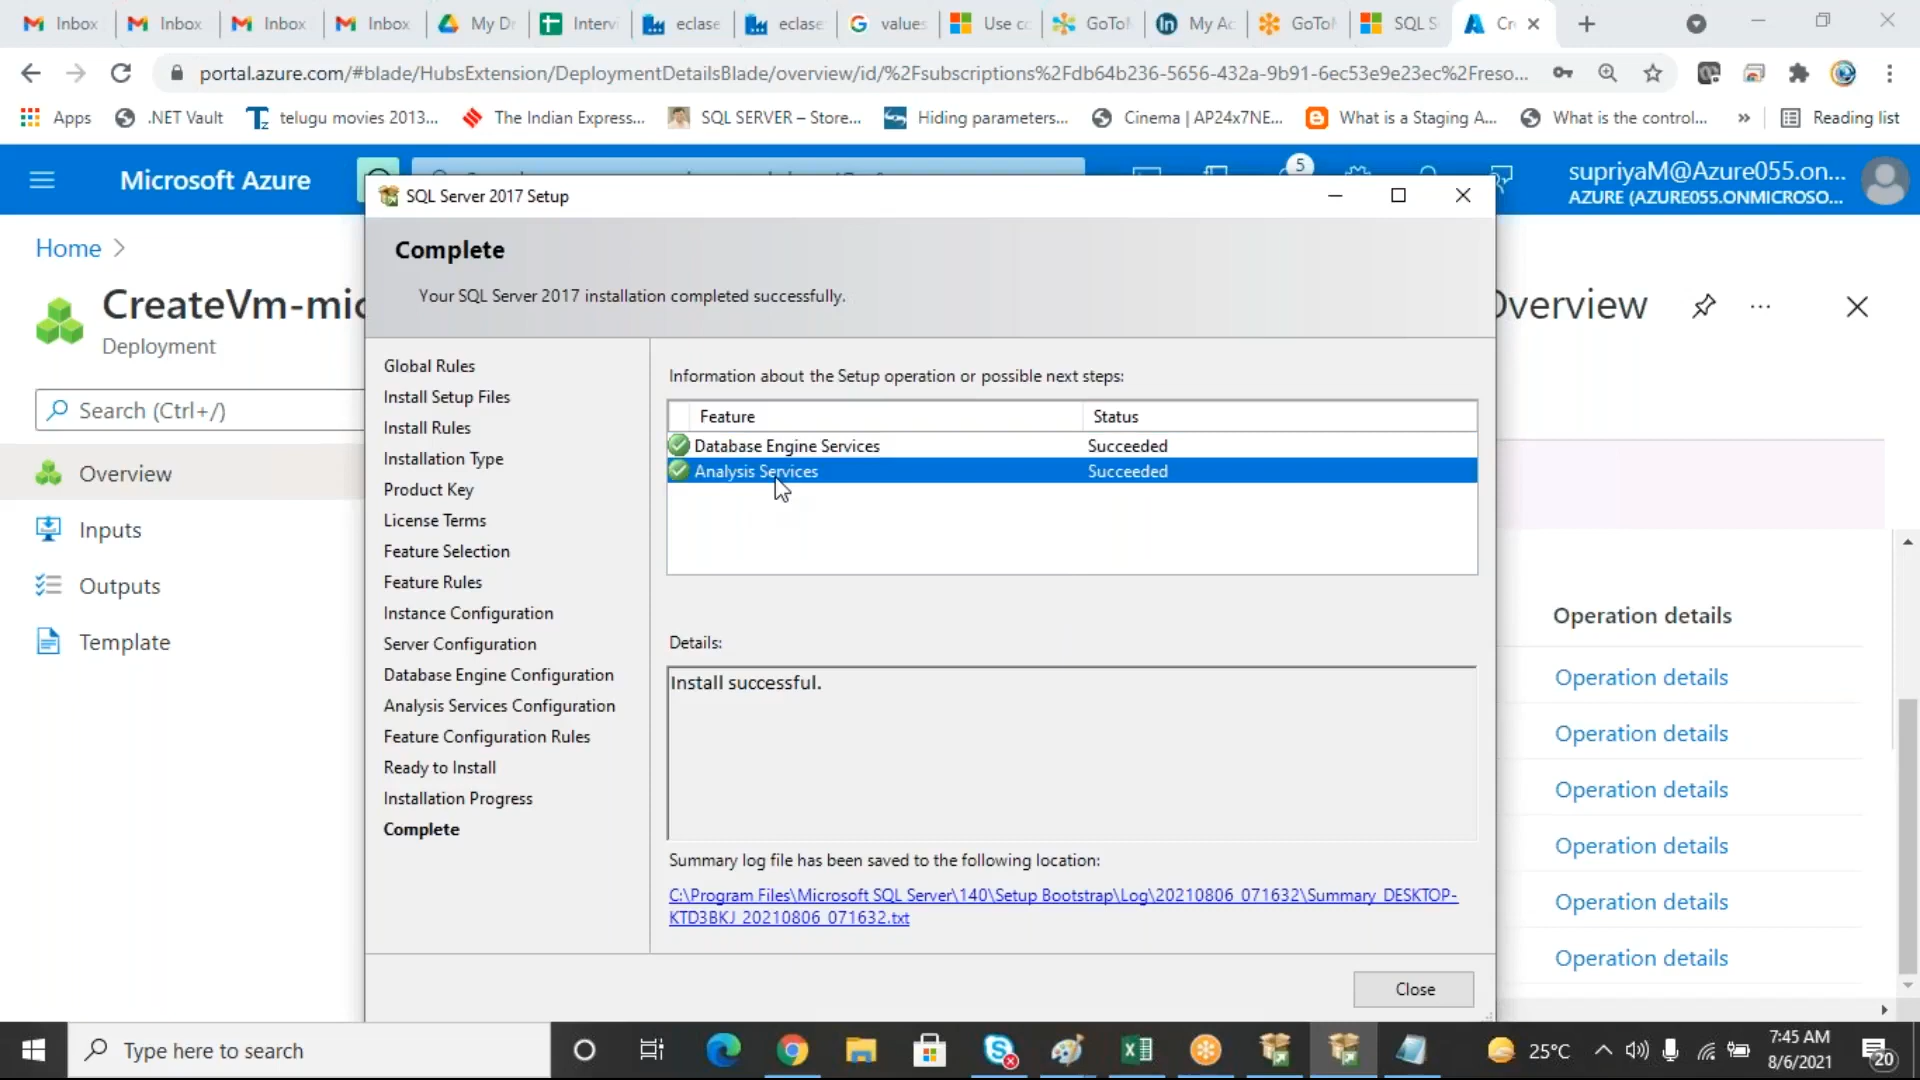 Inbox
Inbox
Inbox
Inbox
My Dr
Intervi
eclase
eclase
values
Use co
GoToM
My Ac
GoToM
SQL S
Cr
portal.azure.com/#blade/HubsExtension/DeploymentDetailsBlade/overview/id/%2Fsubscriptions%2Fdb64b236-5656-432a-9b91-6ec53e9e23ec%2Freso...
Apps
.NET Vault
telugu movies 2013...
The Indian Express...
SQL SERVER – Store...
Hiding parameters...
Cinema | AP24x7NE...
What is a Staging A...
What is the control...
»
Reading list
Microsoft Azure
5
supriyaM@Azure055.on...
AZURE (AZURE055.ONMICROSO...
Home >
CreateVm-mic
Deployment
Overview
...
Search (Ctrl+/)
Overview
Inputs
Outputs
Template
SQL Server 2017 Setup
Complete
Your SQL Server 2017 installation completed successfully.
Global Rules
Install Setup Files
Install Rules
Installation Type
Product Key
License Terms
Feature Selection
Feature Rules
Instance Configuration
Server Configuration
Database Engine Configuration
Analysis Services Configuration
Feature Configuration Rules
Ready to Install
Installation Progress
Complete
Information about the Setup operation or possible next steps:
Feature Status
Database Engine Services Succeeded
Analysis Services Succeeded
Details:
Install successful.
Summary log file has been saved to the following location:
C:\Program Files\Microsoft SQL Server\140\Setup Bootstrap\Log\20210806_071632\Summary_DESKTOP-
KTD3BKJ_20210806_071632.txt
Close
Operation details
Operation details
Operation details
Operation details
Operation details
Operation details
Operation details
Type here to search
25°C
7:45 AM
8/6/2021
20